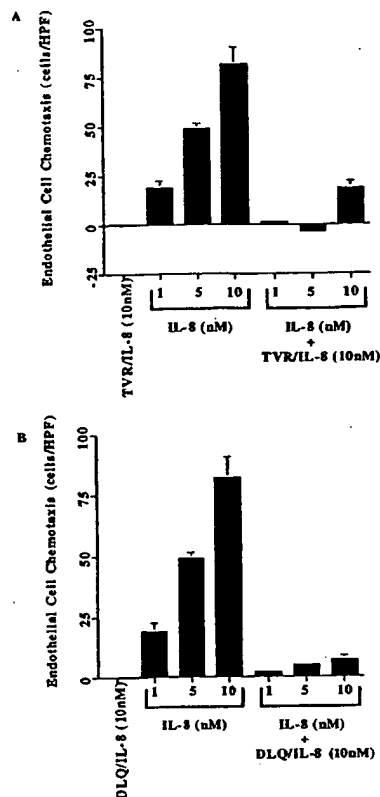 A
Endothelial Cell Chemotaxis (cells/HPF)
100
75
50
25
0
-25
TVR/IL-8 (10nM)
1 5 10 1 5 10
IL-8 (nM) IL-8 (nM)
+
TVR/IL-8 (10nM)
B
Endothelial Cell Chemotaxis (cells/HPF)
100
75
50
25
0
DLQ/IL-8 (10nM)
1 5 10 1 5 10
IL-8 (nM) IL-8 (nM)
+
DLQ/IL-8 (10nM)